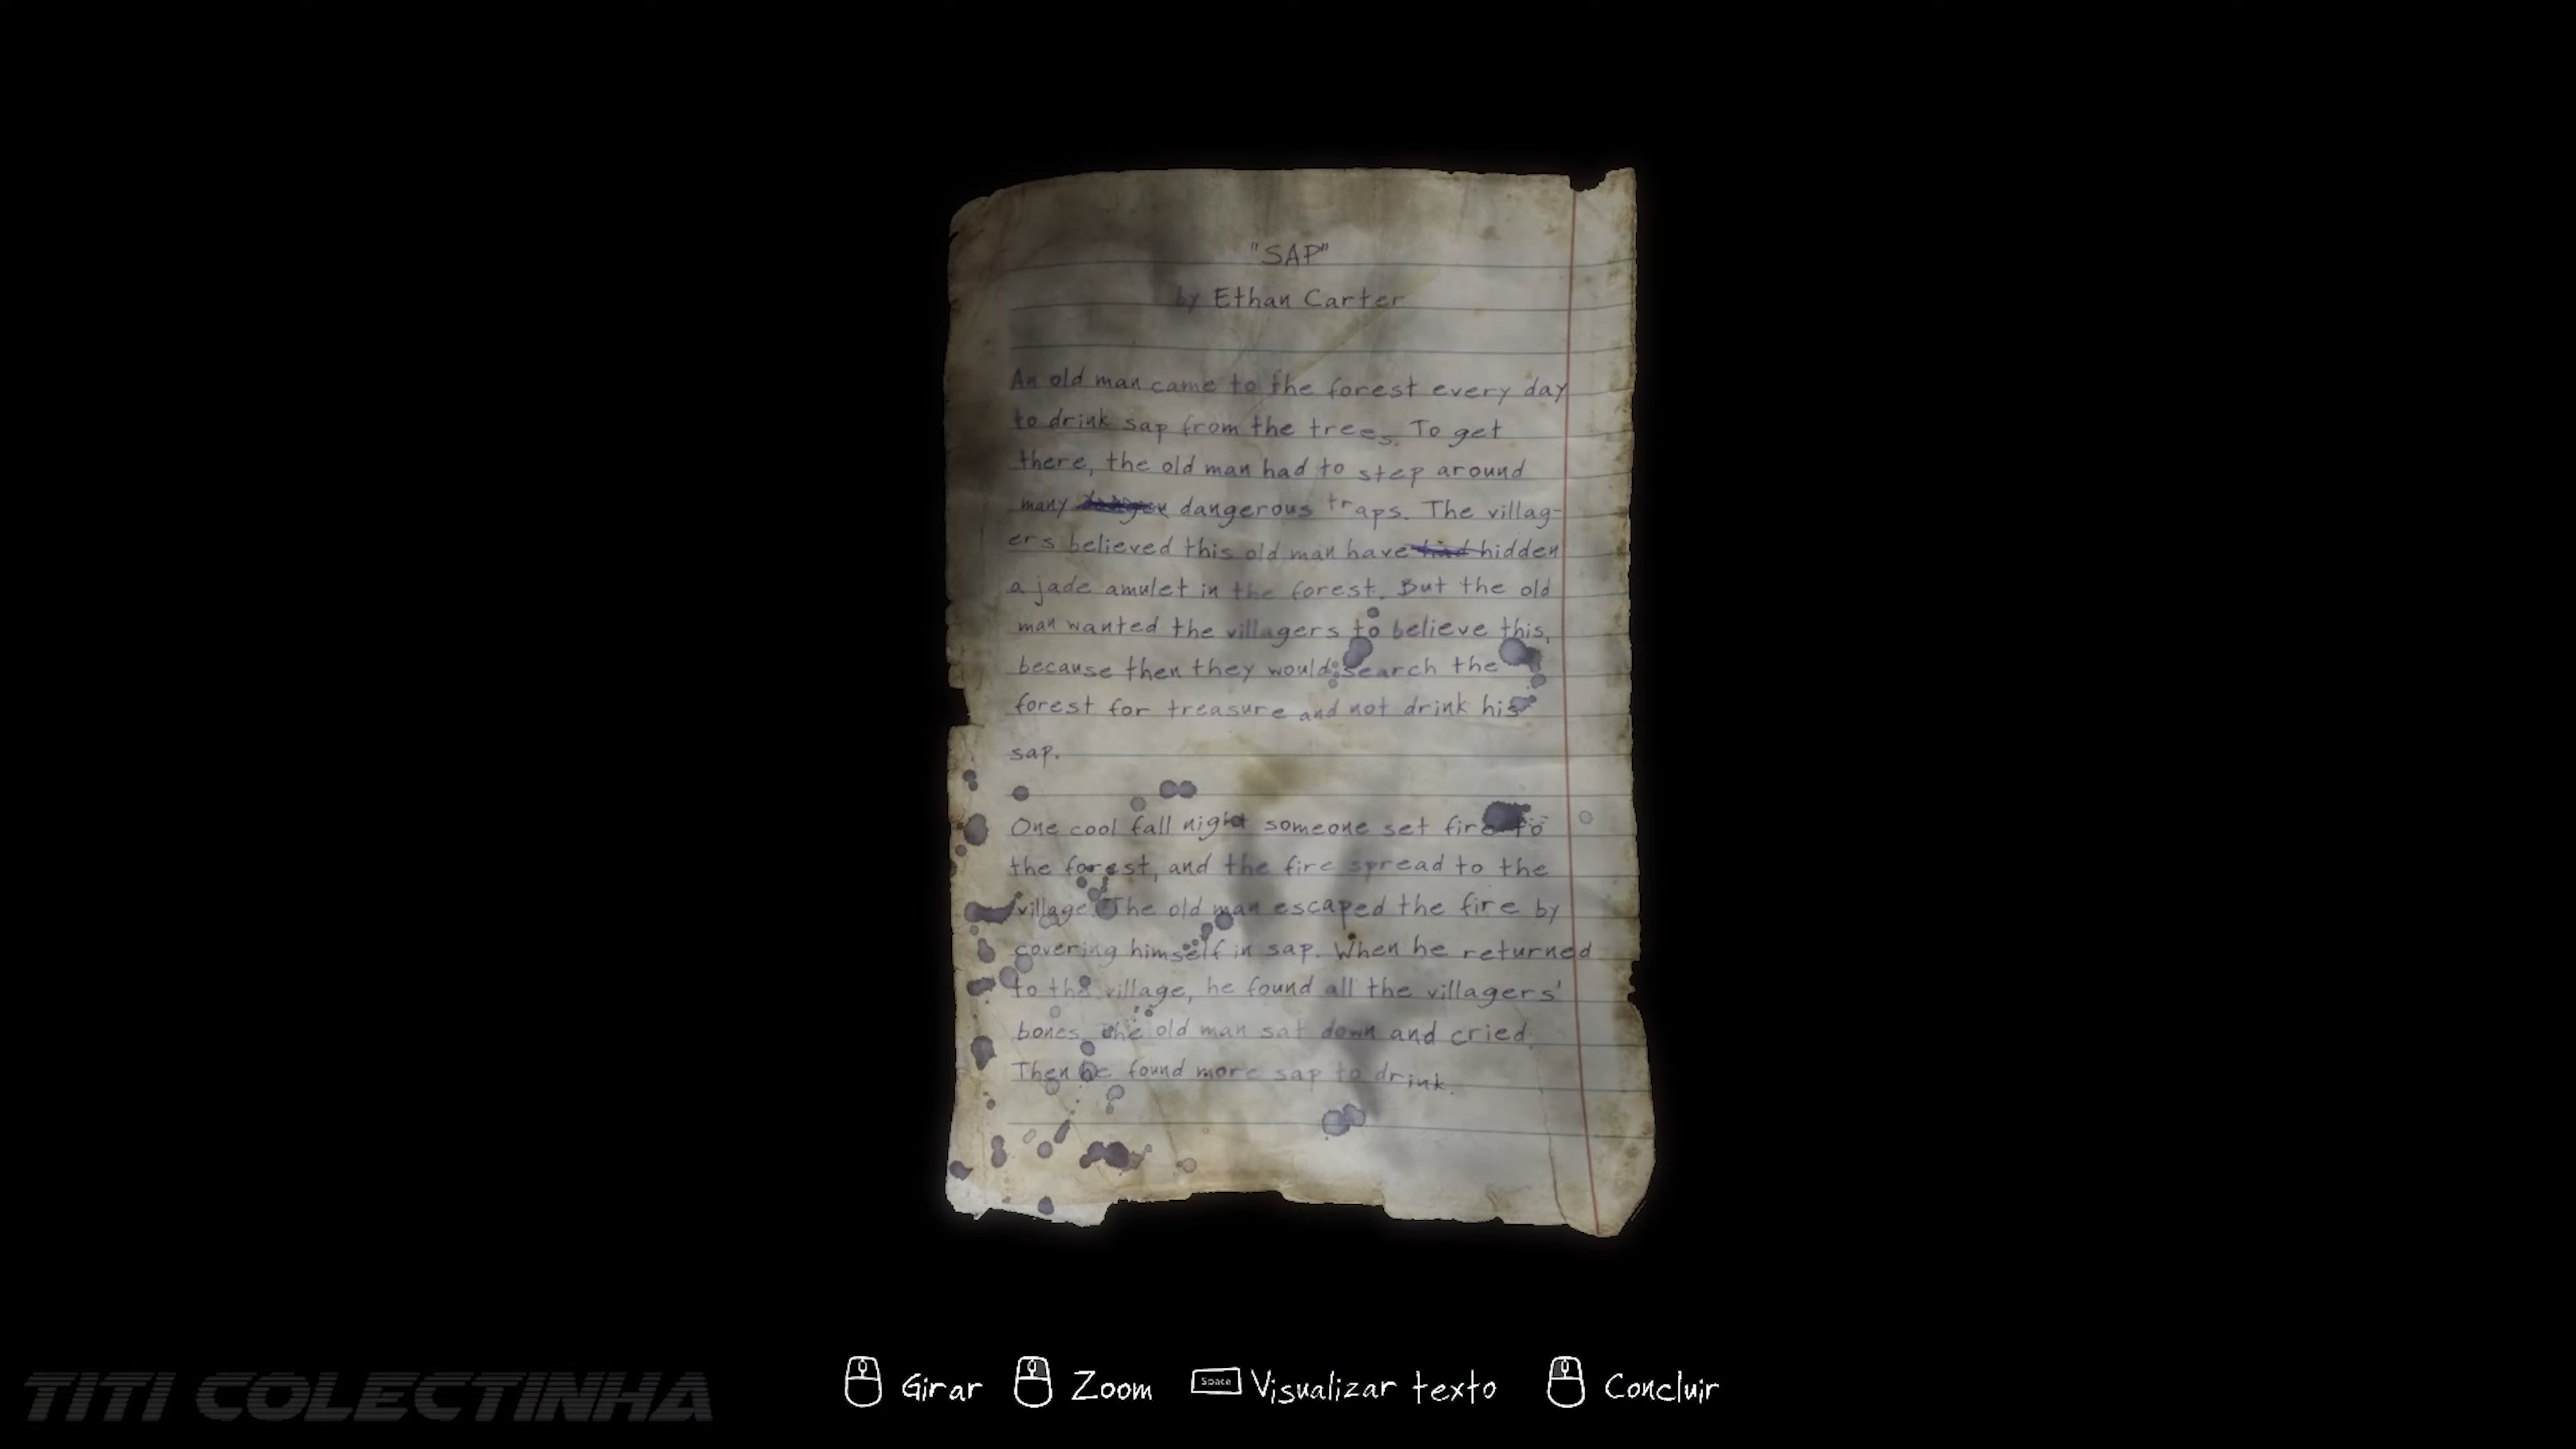 "SAP"
by Ethan Carter
An old man came to the forest every day
to drink sap from the trees. To get
there, the old man had to step around
many dangerous traps. The villag-
ers believed this old man have had hidden
a jade amulet in the forest. But the old
man wanted the villagers to believe this,
because then they would search the
forest for treasure and not drink his
sap.
One cool fall night someone set fire to
the forest, and the fire spread to the
village. The old man escaped the fire by
covering himself in sap. When he returned
to the village, he found all the villagers'
bones. The old man sat down and cried.
Then he found more sap to drink.
Girar Zoom Space Visualizar texto Concluir
TITI COLECTINHA